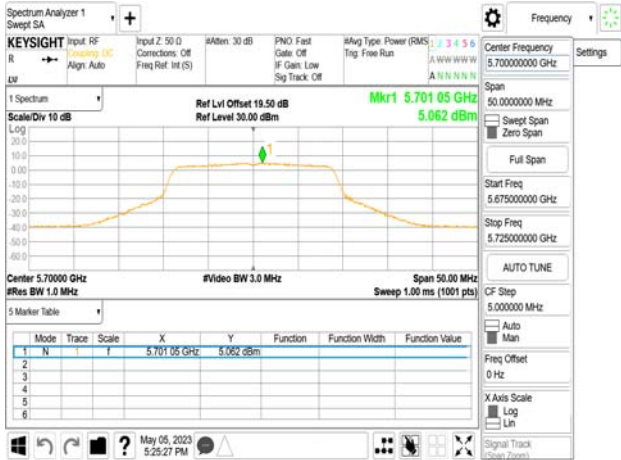 Spectrum Analyzer 1
Swept SA
Frequency
KEYSIGHT
R
Input: RF
Coupling: DC
Align: Auto
Input Z: 50 Ω
Corrections: Off
Freq Ref: Int (S)
#Atten: 30 dB
PNO: Fast
Gate: Off
IF Gain: Low
Sig Track: Off
#Avg Type: Power (RMS)
Trig: Free Run
1 2 3 4 5 6
A W W W W W
A N N N N N
1 Spectrum
Scale/Div 10 dB
Ref Lvl Offset 19.50 dB
Ref Level 30.00 dBm
Mkr1 5.701 05 GHz
5.062 dBm
Log
20.0
10.0
0.00
-10.0
-20.0
-30.0
-40.0
-50.0
-60.0
1
Center 5.70000 GHz
#Res BW 1.0 MHz
#Video BW 3.0 MHz
Span 50.00 MHz
Sweep 1.00 ms (1001 pts)
5 Marker Table
Mode Trace Scale X Y Function Function Width Function Value
1 N 1 f 5.701 05 GHz 5.062 dBm
2
3
4
5
6
May 05, 2023
5:25:27 PM
Center Frequency
5.700000000 GHz
Settings
Span
50.0000000 MHz
Swept Span
Zero Span
Full Span
Start Freq
5.675000000 GHz
Stop Freq
5.725000000 GHz
AUTO TUNE
CF Step
5.000000 MHz
Auto
Man
Freq Offset
0 Hz
X Axis Scale
Log
Lin
Signal Track
(Span Zoom)